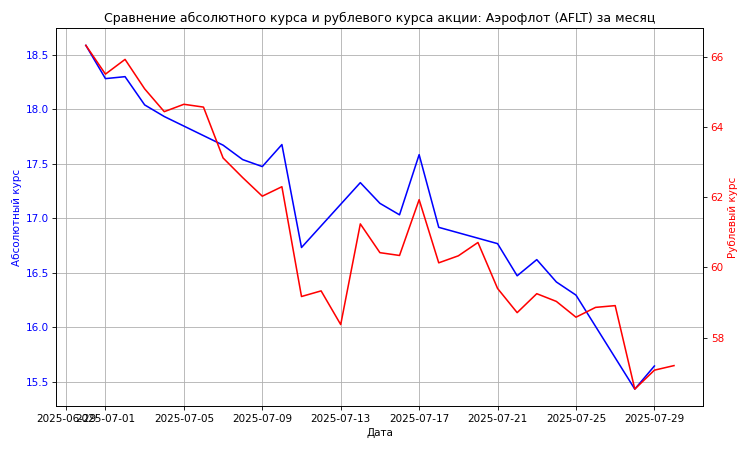 Сравнение абсолютного курса и рублевого курса акции: Аэрофлот (AFLT) за месяц
18.5
18.0
17.5
17.0
16.5
16.0
15.5
Абсолютный курс
66
64
62
60
58
Рублевый курс
2025-06-29 2025-07-01 2025-07-05 2025-07-09 2025-07-13 2025-07-17 2025-07-21 2025-07-25 2025-07-29
Дата